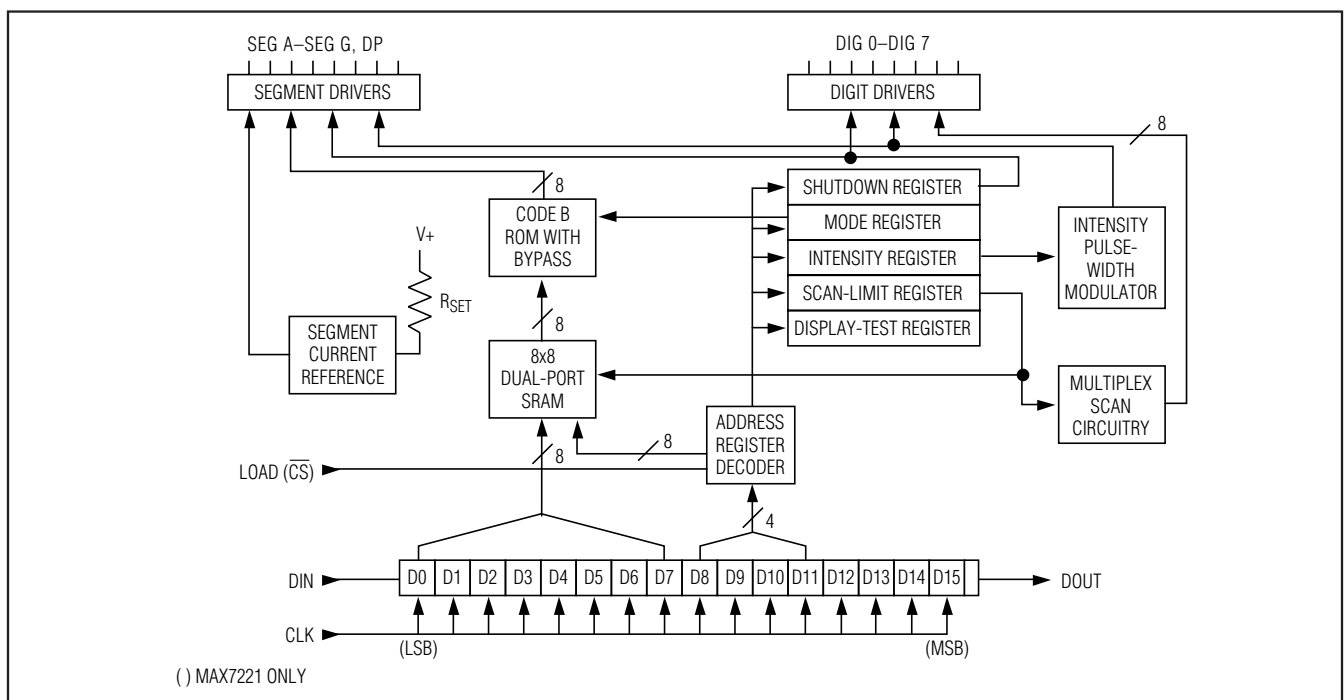 SEG A–SEG G, DP
DIG 0–DIG 7
SEGMENT DRIVERS
DIGIT DRIVERS
8
8
SHUTDOWN REGISTER
MODE REGISTER
INTENSITY REGISTER
SCAN-LIMIT REGISTER
DISPLAY-TEST REGISTER
CODE B
ROM WITH
BYPASS
INTENSITY
PULSE-
WIDTH
MODULATOR
V+
RSET
8
SEGMENT
CURRENT
REFERENCE
8x8
DUAL-PORT
SRAM
MULTIPLEX
SCAN
CIRCUITRY
ADDRESS
REGISTER
DECODER
8
8
LOAD (C̅S̅)
4
DIN
D0 D1 D2 D3 D4 D5 D6 D7 D8 D9 D10 D11 D12 D13 D14 D15
DOUT
CLK
(LSB)
(MSB)
( ) MAX7221 ONLY